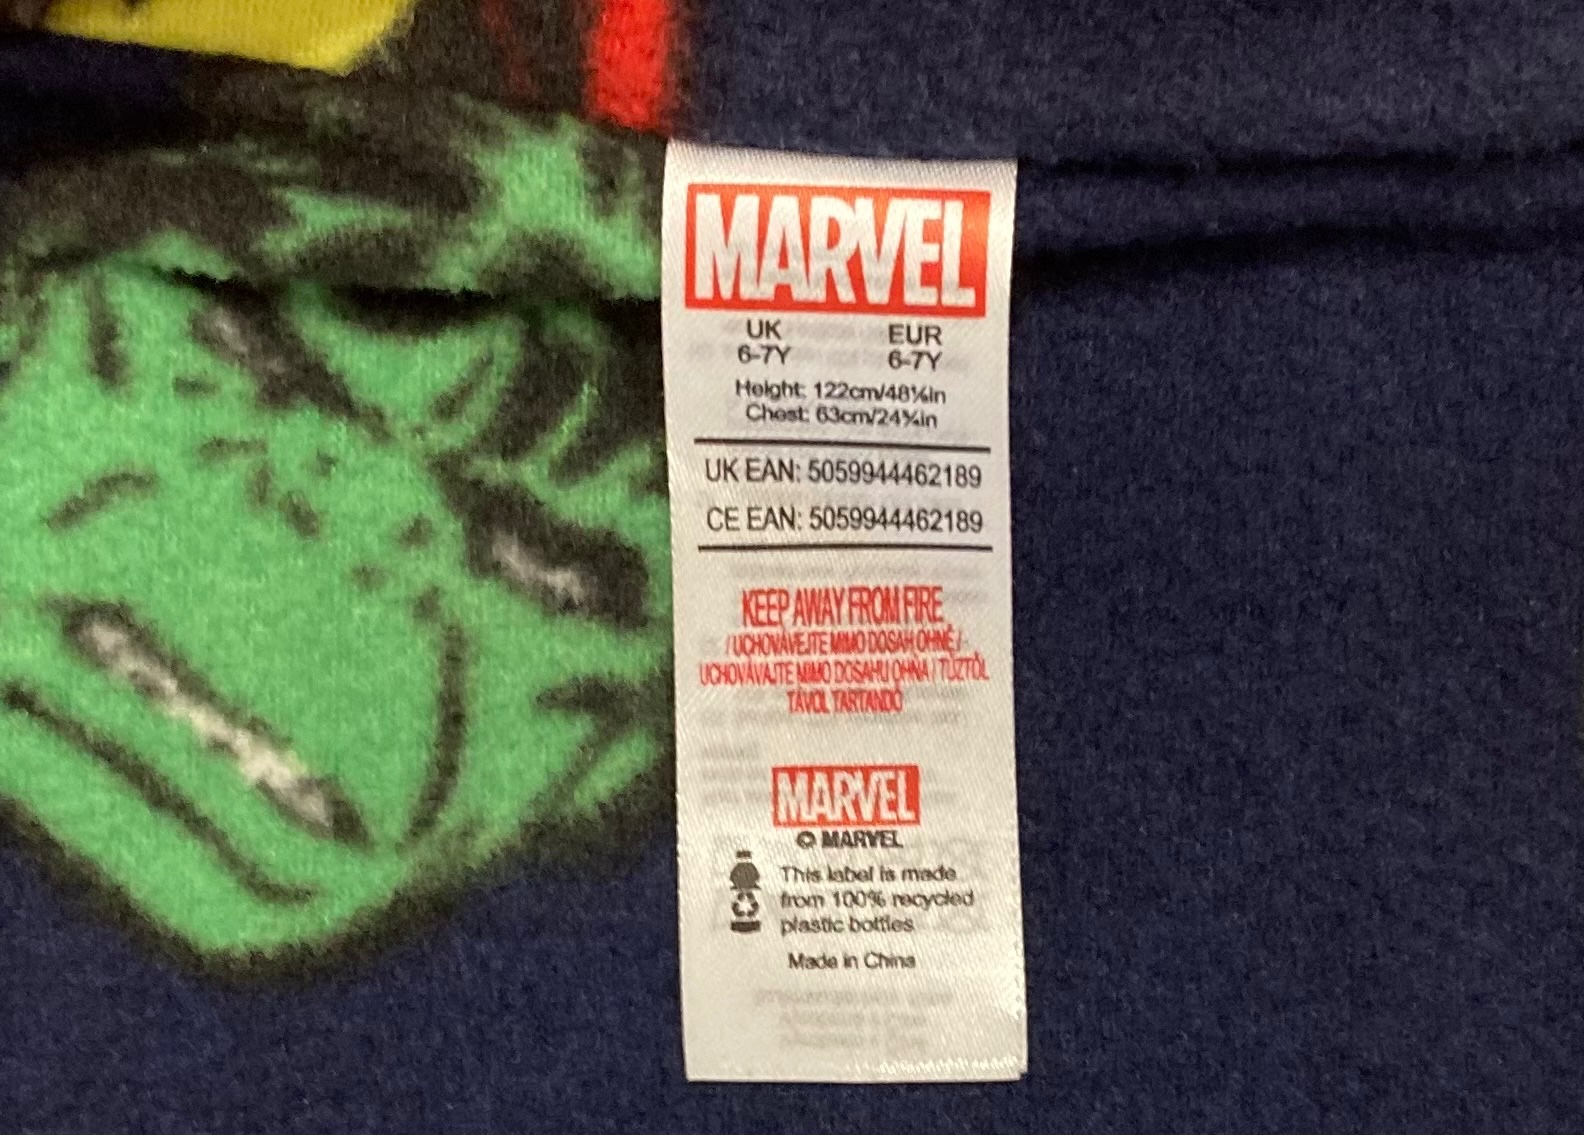 MARVEL
UK EUR
6-7Y 6-7Y
Height: 122cm/48¼in
Chest: 63cm/24¾in
UK EAN: 5059944462189
CE EAN: 5059944462189
KEEP AWAY FROM FIRE
/ UCHOVÁVEJTE MIMO DOSAH OHNĚ /
UCHOVÁVAJTE MIMO DOSAHU OHŇA / TŰZTŐL
TÁVOL TARTANDÓ
MARVEL
© MARVEL
This label is made
from 100% recycled
plastic bottles
Made in China